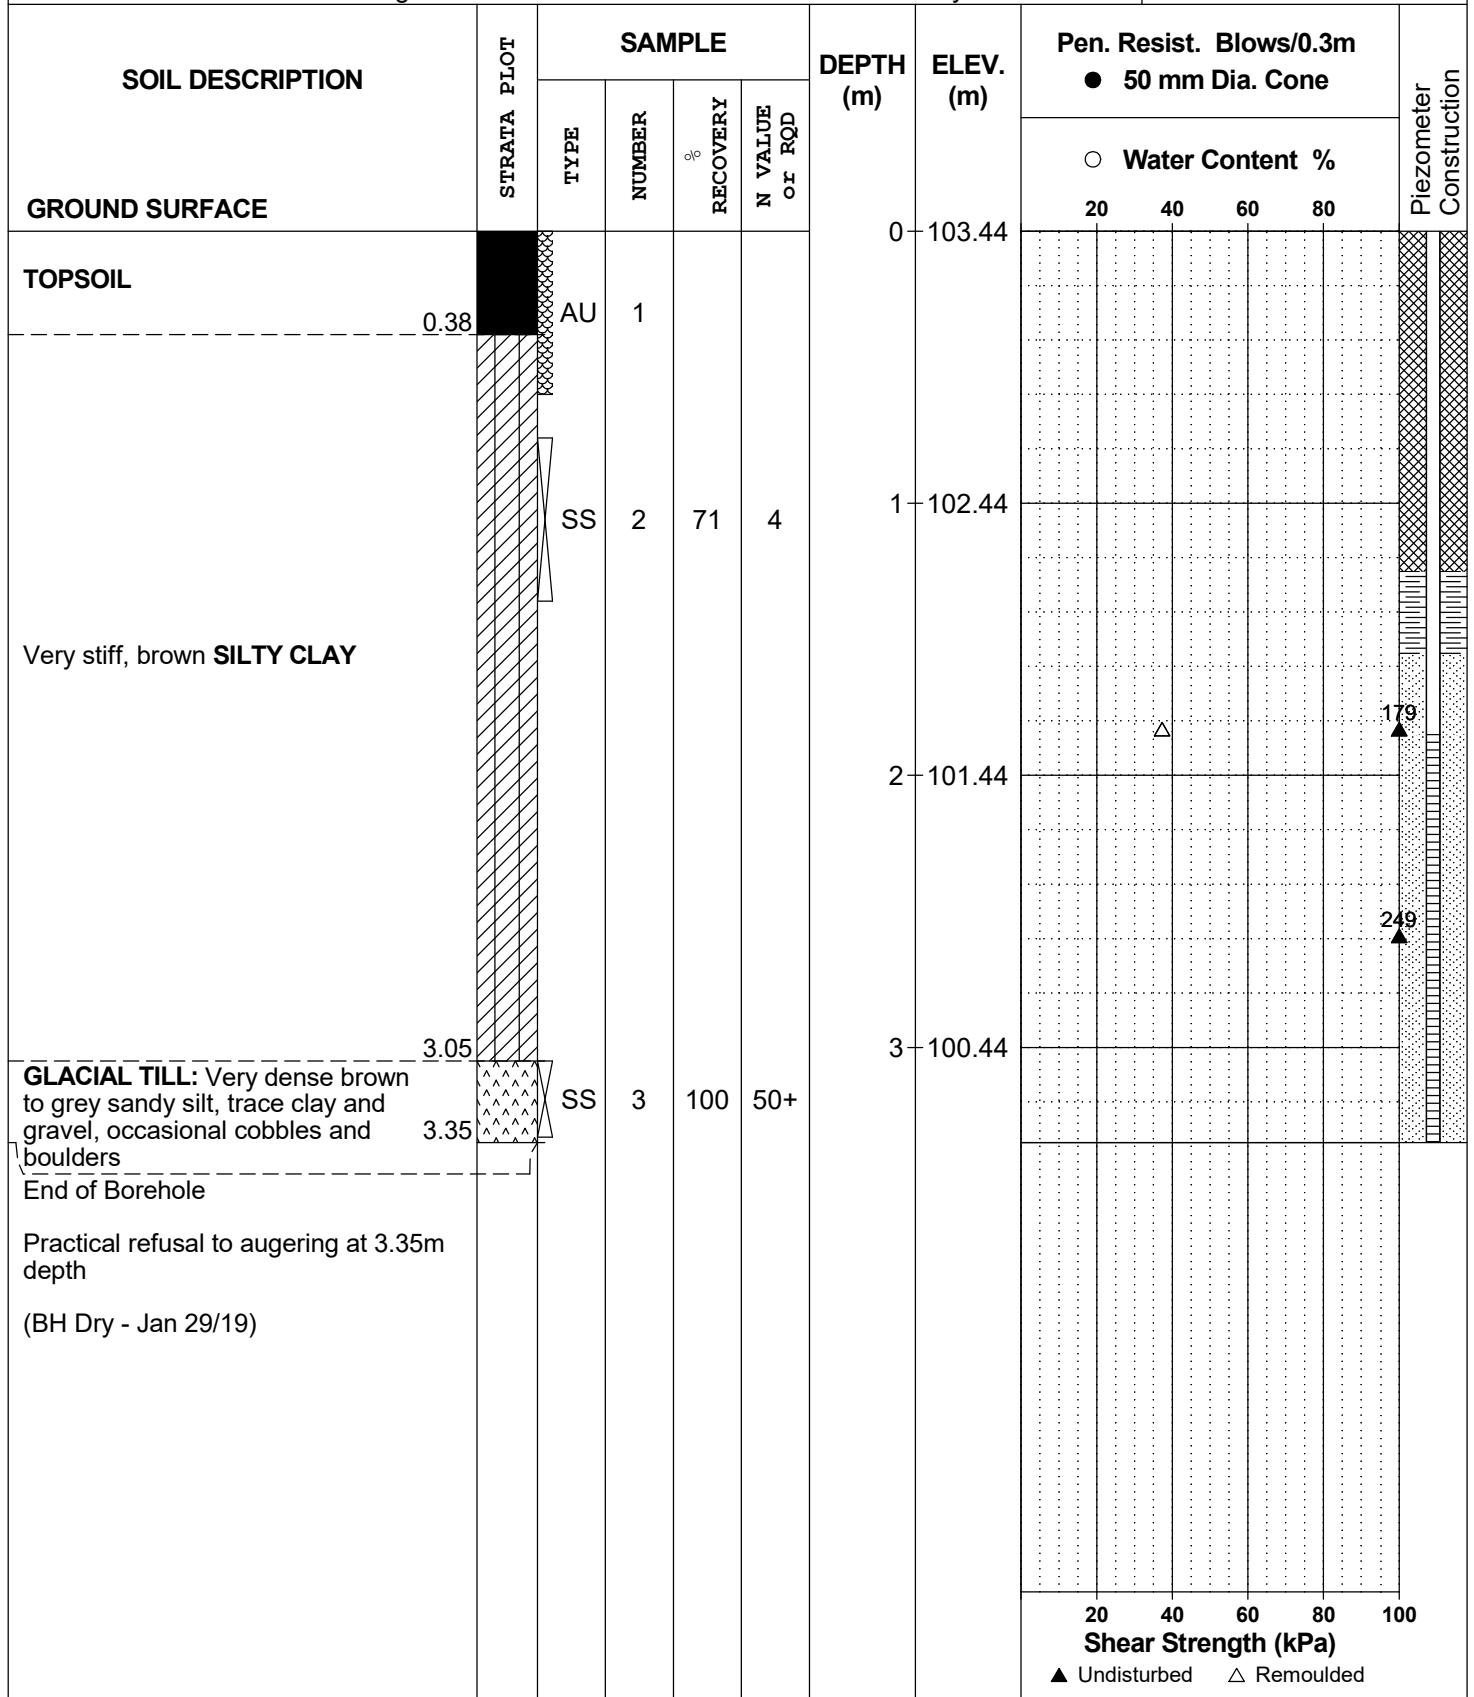 SOIL DESCRIPTION
GROUND SURFACE
STRATA PLOT
SAMPLE
TYPE
NUMBER
%
RECOVERY
N VALUE
or RQD
DEPTH
(m)
ELEV.
(m)
Pen. Resist. Blows/0.3m
● 50 mm Dia. Cone
○ Water Content %
20 40 60 80
Piezometer
Construction
0 103.44
TOPSOIL
0.38
AU 1
SS 2 71 4
1 102.44
Very stiff, brown SILTY CLAY
179
2 101.44
249
3.05
3 100.44
GLACIAL TILL: Very dense brown
to grey sandy silt, trace clay and
gravel, occasional cobbles and
boulders
3.35
SS 3 100 50+
End of Borehole
Practical refusal to augering at 3.35m
depth
(BH Dry - Jan 29/19)
20 40 60 80 100
Shear Strength (kPa)
▲ Undisturbed △ Remoulded